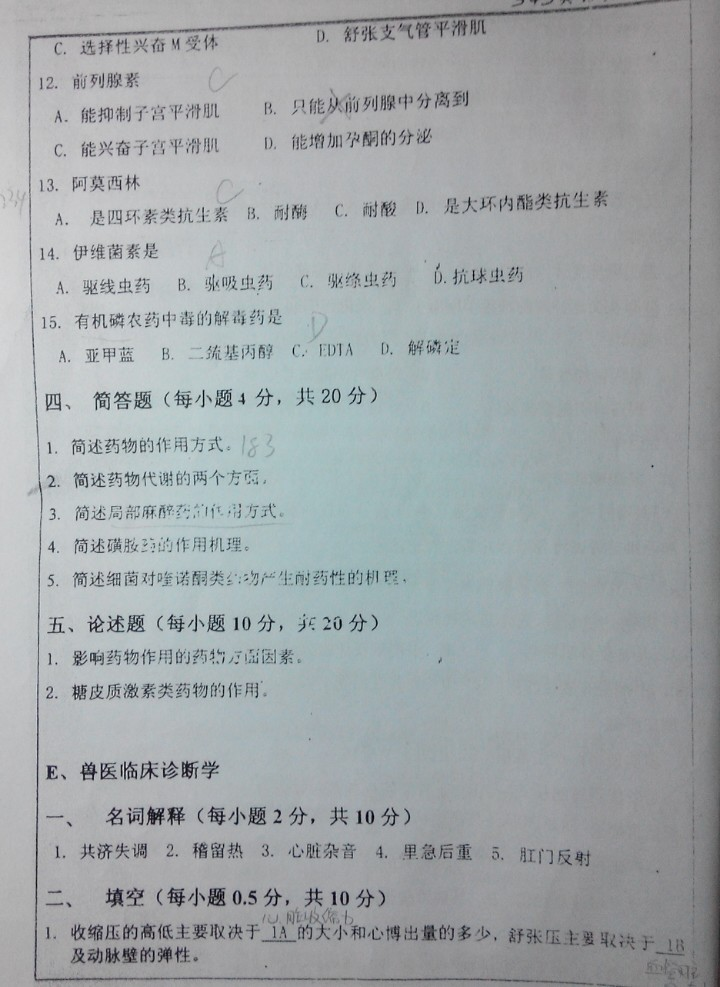 C. 选择性兴奋M受体 D. 舒张支气管平滑肌
12. 前列腺素 C
A. 能抑制子宫平滑肌 B. 只能从前列腺中分离到
C. 能兴奋子宫平滑肌 D. 能增加孕酮的分泌
13. 阿莫西林 C
A. 是四环素类抗生素 B. 耐酶 C. 耐酸 D. 是大环内酯类抗生素
14. 伊维菌素是 A
A. 驱线虫药 B. 驱吸虫药 C. 驱绦虫药 D.抗球虫药
15. 有机磷农药中毒的解毒药是 D
A. 亚甲蓝 B. 二巯基丙醇 C. EDTA D. 解磷定
四、 简答题（每小题4 分，共20分）
1. 简述药物的作用方式。183
2. 简述药物代谢的两个方面。
3. 简述局部麻醉药的作用方式。
4. 简述磺胺药的作用机理。
5. 简述细菌对喹诺酮类药物产生耐药性的机理。
五、论述题（每小题10分，共20分）
1. 影响药物作用的药物方面因素。
2. 糖皮质激素类药物的作用。
E、兽医临床诊断学
一、 名词解释（每小题2分，共10分）
1. 共济失调 2. 稽留热 3. 心脏杂音 4. 里急后重 5. 肛门反射
二、 填空（每小题0.5分，共10分）
1. 收缩压的高低主要取决于 1A 的大小和心博出量的多少，舒张压主要取决于 1B
及动脉壁的弹性。